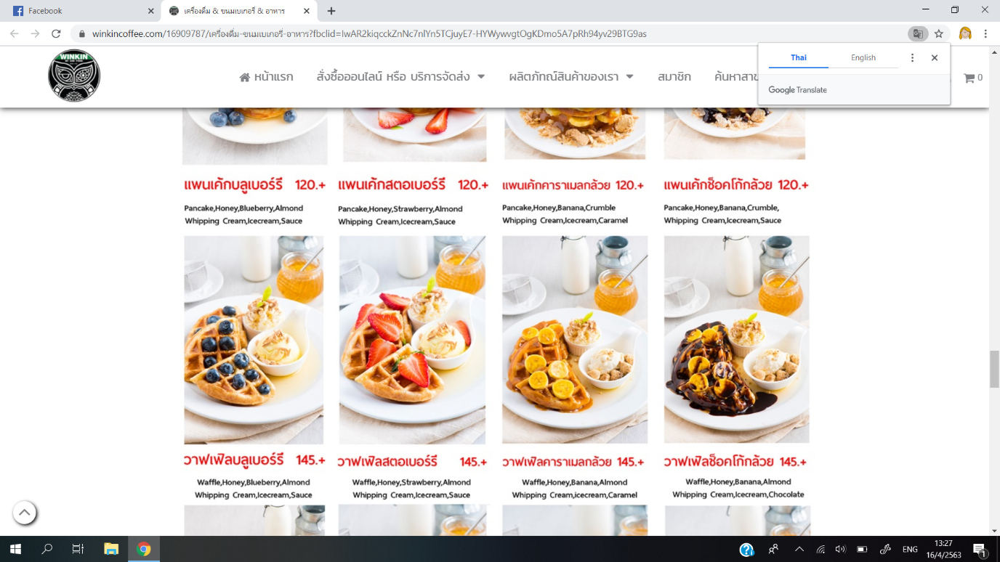 Facebook
เครื่องดื่ม & ขนมเบเกอรี่ & อาหาร
winkincoffee.com/16909787/เครื่องดื่ม-ขนมเบเกอรี่-อาหาร?fbclid=IwAR2kiqcckZnNc7nlYn5TCjuyE7-HYWywvgtOgKDmo5A7pRh94yv29BTG9as
WINKIN
หน้าแรก สั่งซื้อออนไลน์ หรือ บริการจัดส่ง ผลิตภัณฑ์สินค้าของเรา สมาชิก ค้นหาสาข 0
Thai English
Google Translate
แพนเค้กบลูเบอร์รี่ 120.+ แพนเค้กสตอเบอร์รี่ 120.+ แพนเค้กคาราเมลกล้วย 120.+ แพนเค้กช็อคโก้กล้วย 120.+
Pancake,Honey,Blueberry,Almond Pancake,Honey,Strawberry,Almond Pancake,Honey,Banana,Crumble Pancake,Honey,Banana,Crumble,
Whipping Cream,Icecream,Sauce Whipping Cream,Icecream,Sauce Whipping Cream,Icecream,Caramel Whipping Cream,Icecream,Sauce
วาฟเฟิลบลูเบอร์รี่ 145.+ วาฟเฟิลสตอเบอร์รี่ 145.+ วาฟเฟิลคาราเมลกล้วย 145.+ วาฟเฟิลช็อคโก้กล้วย 145.+
Waffle,Honey,Blueberry,Almond Waffle,Honey,Strawberry,Almond Waffle,Honey,Banana,Almond Waffle,Honey,Banana,Almond
Whipping Cream,Icecream,Sauce Whipping Cream,Icecream,Sauce Whipping Cream,icecream,Caramel Whipping Cream,Icecream,Chocolate
ENG 13:27
16/4/2563 1